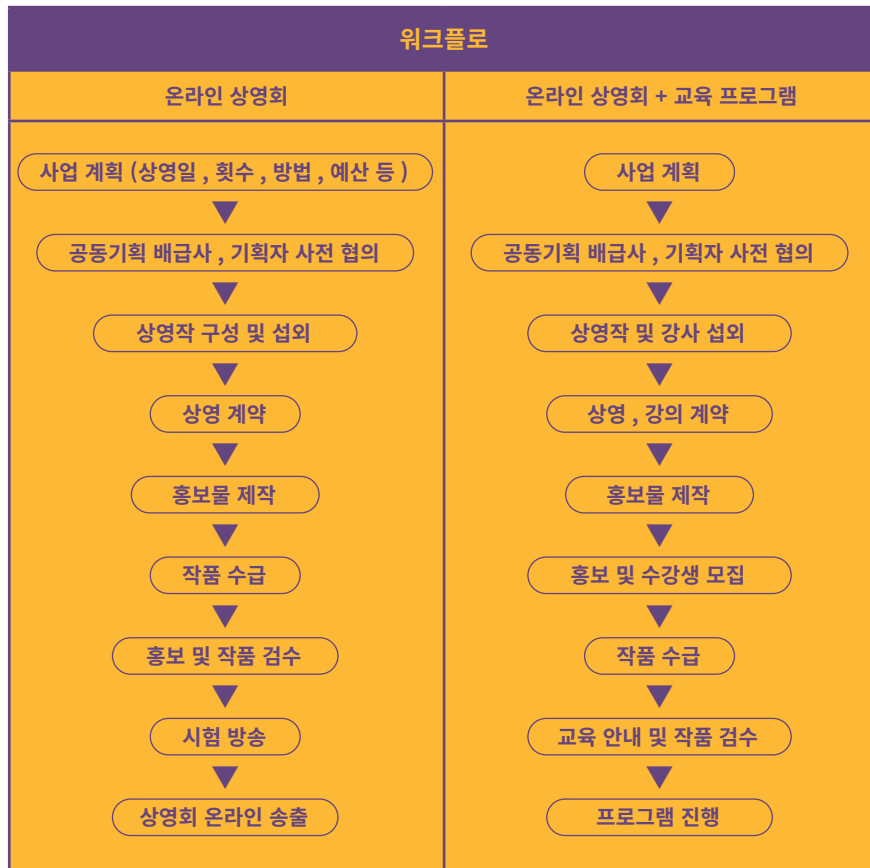 워크플로
온라인 상영회
온라인 상영회 + 교육 프로그램
사업 계획 (상영일 , 횟수 , 방법 , 예산 등 )
공동기획 배급사 , 기획자 사전 협의
상영작 구성 및 섭외
상영 계약
홍보물 제작
작품 수급
홍보 및 작품 검수
시험 방송
상영회 온라인 송출
사업 계획
공동기획 배급사 , 기획자 사전 협의
상영작 및 강사 섭외
상영 , 강의 계약
홍보물 제작
홍보 및 수강생 모집
작품 수급
교육 안내 및 작품 검수
프로그램 진행